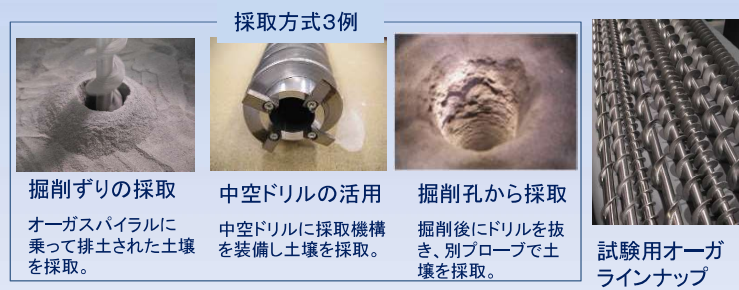 採取方式3例
掘削ずりの採取
オーガスパイラルに
乗って排土された土壌
を採取。
中空ドリルの活用
中空ドリルに採取機構
を装備し土壌を採取。
掘削孔から採取
掘削後にドリルを抜
き、別プローブで土
壌を採取。
試験用オーガ
ラインナップ